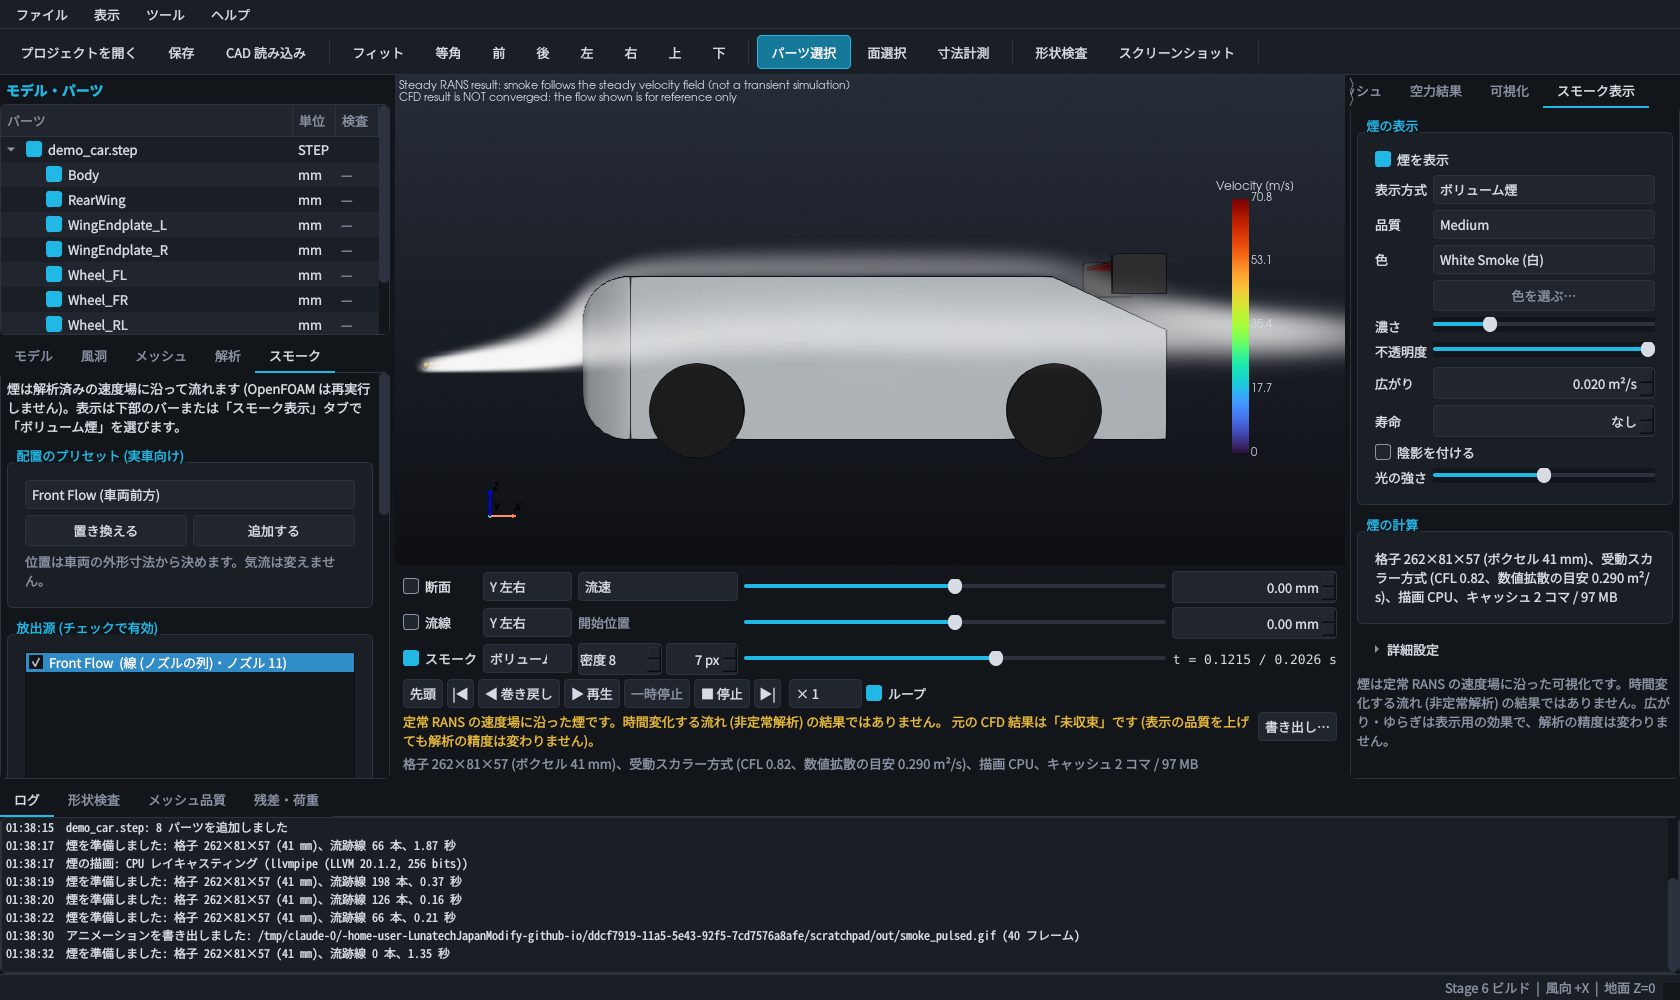 ファイル 表示 ツール ヘルプ
プロジェクトを開く 保存 CAD 読み込み フィット 等角 前 後 左 右 上 下 パーツ選択 面選択 寸法計測 形状検査 スクリーンショット
モデル・パーツ
パーツ 単位 検査
demo_car.step STEP
Body mm —
RearWing mm —
WingEndplate_L mm —
WingEndplate_R mm —
Wheel_FL mm —
Wheel_FR mm —
Wheel_RL mm —
モデル 風洞 メッシュ 解析 スモーク
煙は解析済みの速度場に沿って流れます (OpenFOAM は再実行
しません)。表示は下部のバーまたは「スモーク表示」タブで
「ボリューム煙」を選びます。
配置のプリセット (実車向け)
Front Flow (車両前方)
置き換える 追加する
位置は車両の外形寸法から決めます。気流は変えませ
ん。
放出源 (チェックで有効)
Front Flow (線 (ノズルの列)・ノズル 11)
Steady RANS result: smoke follows the steady velocity field (not a transient simulation)
CFD result is NOT converged: the flow shown is for reference only
Velocity (m/s)
70.8
53.1
35.4
17.7
0
Z
Y X
断面 Y 左右 流速 0.00 mm
流線 Y 左右 開始位置 0.00 mm
スモーク ボリューム 密度 8 7 px t = 0.1215 / 0.2026 s
先頭 |◀ ◀ 巻き戻し ▶ 再生 一時停止 ■ 停止 ▶| × 1 ループ
定常 RANS の速度場に沿った煙です。時間変化する流れ (非定常解析) の結果ではありません。 元の CFD 結果は「未収束」です (表示の品質を上げ
ても解析の精度は変わりません)。
書き出し…
格子 262×81×57 (ボクセル 41 mm)、受動スカラー方式 (CFL 0.82、数値拡散の目安 0.290 m²/s)、描画 CPU、キャッシュ 2 コマ / 97 MB
シュ 空力結果 可視化 スモーク表示
煙の表示
煙を表示
表示方式 ボリューム煙
品質 Medium
色 White Smoke (白)
色を選ぶ…
濃さ
不透明度
広がり 0.020 m²/s
寿命 なし
陰影を付ける
光の強さ
煙の計算
格子 262×81×57 (ボクセル 41 mm)、受動スカ
ラー方式 (CFL 0.82、数値拡散の目安 0.290 m²/
s)、描画 CPU、キャッシュ 2 コマ / 97 MB
詳細設定
煙は定常 RANS の速度場に沿った可視化です。時間変
化する流れ (非定常解析) の結果ではありません。広が
り・ゆらぎは表示用の効果で、解析の精度は変わりま
せん。
ログ 形状検査 メッシュ品質 残差・荷重
01:38:15 demo_car.step: 8 パーツを追加しました
01:38:17 煙を準備しました: 格子 262×81×57 (41 mm)、流跡線 66 本、1.87 秒
01:38:17 煙の描画: CPU レイキャスティング (llvmpipe (LLVM 20.1.2, 256 bits))
01:38:19 煙を準備しました: 格子 262×81×57 (41 mm)、流跡線 198 本、0.37 秒
01:38:20 煙を準備しました: 格子 262×81×57 (41 mm)、流跡線 126 本、0.16 秒
01:38:22 煙を準備しました: 格子 262×81×57 (41 mm)、流跡線 66 本、0.21 秒
01:38:30 アニメーションを書き出しました: /tmp/claude-0/-home-user-LunatechJapanModify-github-io/ddcf7919-11a5-5e43-92f5-7cd7576a8afe/scratchpad/out/smoke_pulsed.gif (40 フレーム)
01:38:32 煙を準備しました: 格子 262×81×57 (41 mm)、流跡線 0 本、1.35 秒
Stage 6 ビルド | 風向 +X | 地面 Z=0